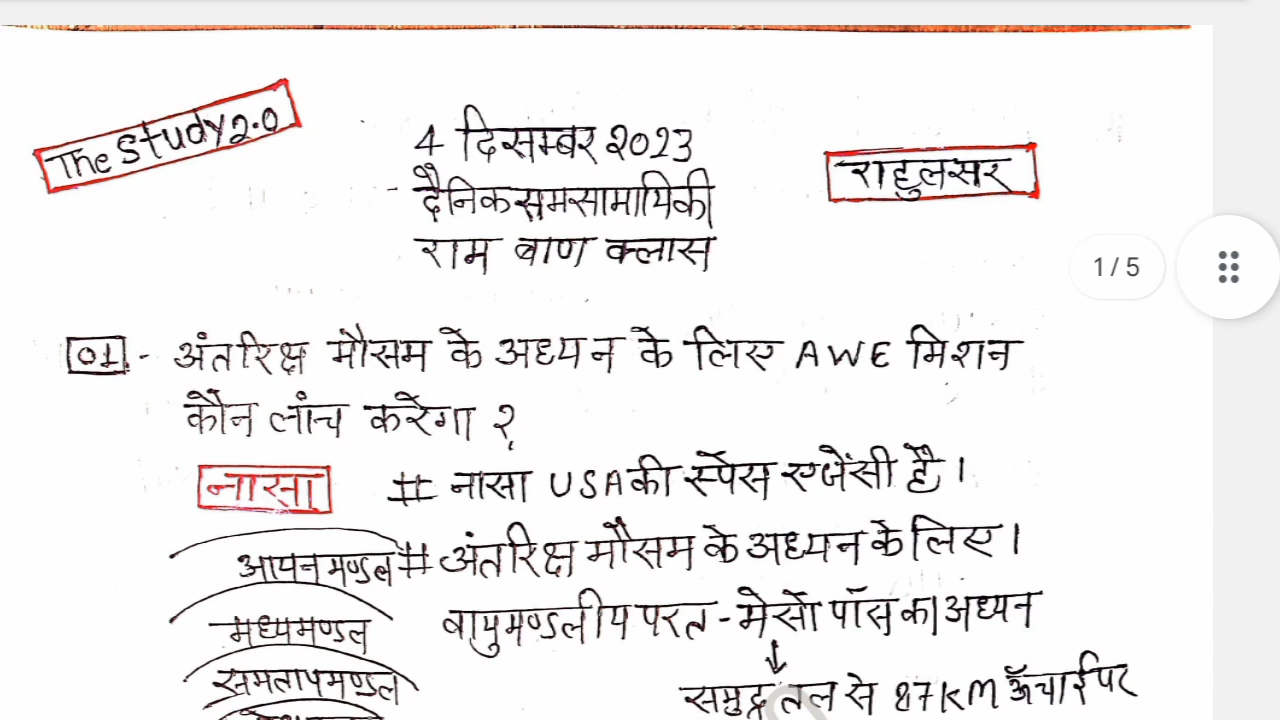 The Study 2.0
4 दिसम्बर 2023
दैनिक समसामायिकी
राम बाण क्लास
राहुल सर
1 / 5
01 - अंतरिक्ष मौसम के अध्यन के लिए AWE मिशन
कौन लांच करेगा ?
नासा # नासा USA की स्पेस एजेंसी है ।
आयनमण्डल # अंतरिक्ष मौसम के अध्यन के लिए ।
मध्यमण्डल वायुमण्डलीय परत - मेसोपॉस का अध्यन
समतापमण्डल समुद्र तल से 87 KM ऊँचाई पर